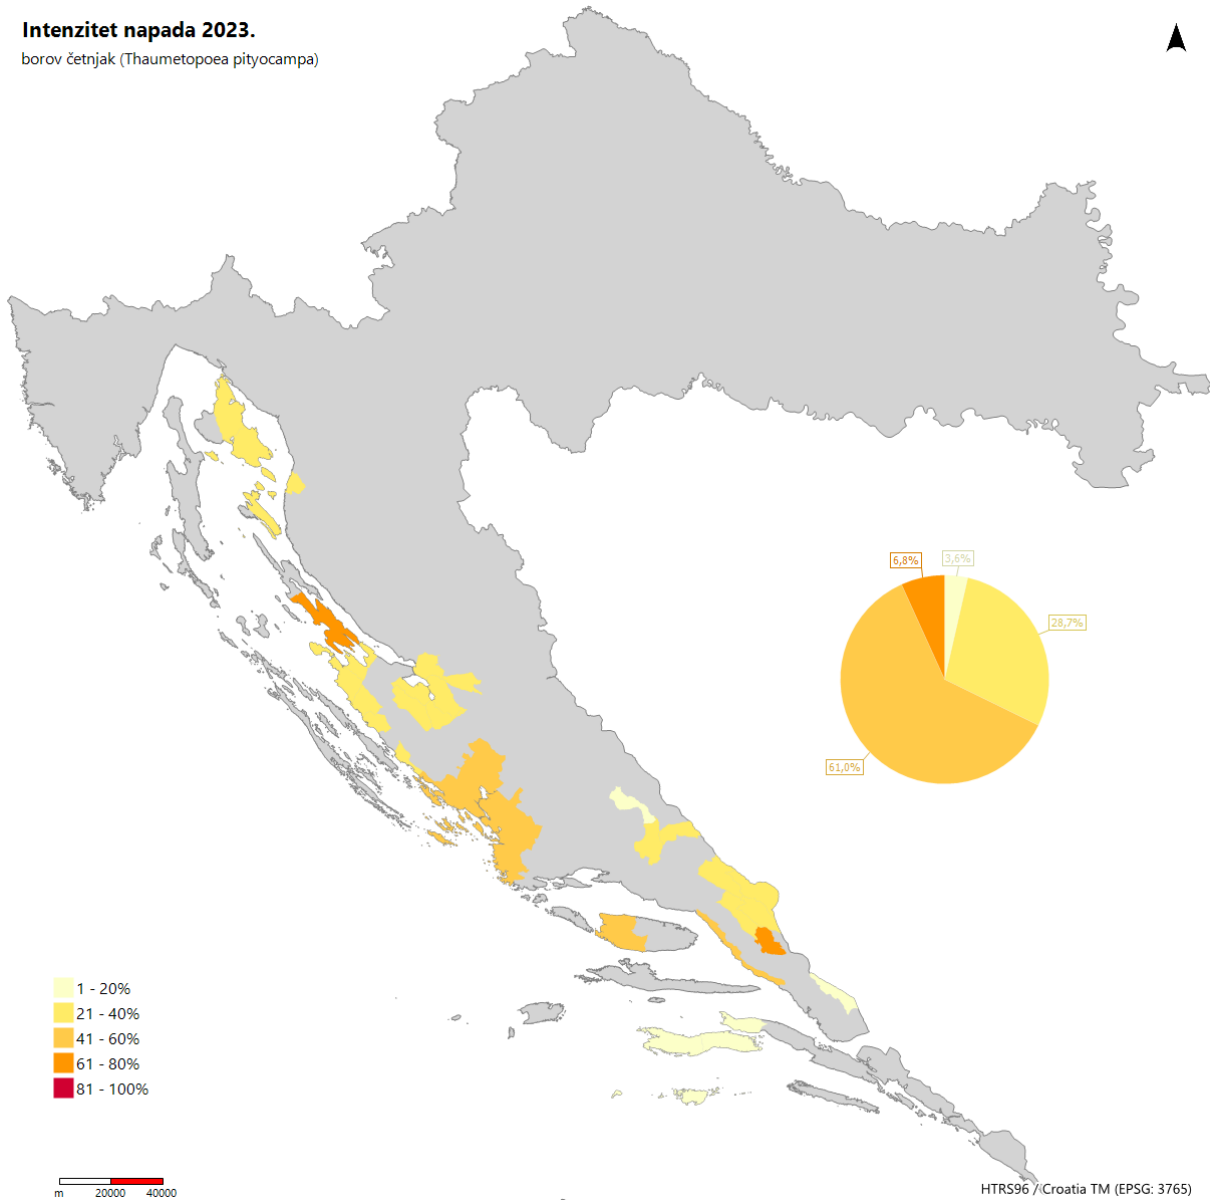 Intenzitet napada 2023.
borov četnjak (Thaumetopoea pityocampa)
6,8%
3,6%
28,7%
61,0%
1 - 20%
21 - 40%
41 - 60%
61 - 80%
81 - 100%
m 20000 40000
HTRS96 / Croatia TM (EPSG: 3765)